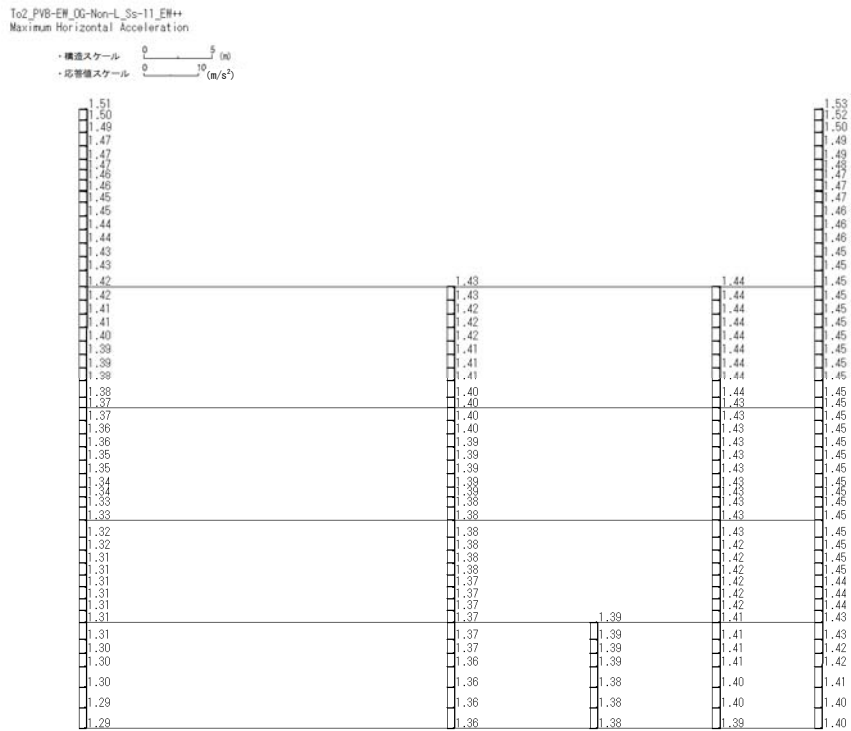 To2_PVB-EW_OG-Non-L_Ss-11_EW++
Maximum Horizontal Acceleration
・構造スケール 0 5 (m)
・応答値スケール 0 10 (m/s²)
1.51 1.53
1.50 1.52
1.49 1.50
1.47 1.49
1.47 1.49
1.47 1.48
1.46 1.47
1.46 1.47
1.45 1.47
1.45 1.46
1.44 1.46
1.44 1.46
1.43 1.45
1.43 1.45
1.42 1.43 1.44 1.45
1.42 1.43 1.44 1.45
1.41 1.42 1.44 1.45
1.41 1.42 1.44 1.45
1.40 1.42 1.44 1.45
1.39 1.41 1.44 1.45
1.39 1.41 1.44 1.45
1.38 1.41 1.44 1.45
1.38 1.40 1.44 1.45
1.37 1.40 1.43 1.45
1.37 1.40 1.43 1.45
1.36 1.40 1.43 1.45
1.36 1.39 1.43 1.45
1.35 1.39 1.43 1.45
1.35 1.39 1.43 1.45
1.34 1.39 1.43 1.45
1.34 1.39 1.43 1.45
1.33 1.38 1.43 1.45
1.33 1.38 1.43 1.45
1.32 1.38 1.43 1.45
1.32 1.38 1.42 1.45
1.31 1.38 1.42 1.45
1.31 1.38 1.42 1.45
1.31 1.37 1.42 1.44
1.31 1.37 1.42 1.44
1.31 1.37 1.42 1.44
1.31 1.37 1.39 1.41 1.43
1.31 1.37 1.39 1.41 1.43
1.30 1.37 1.39 1.41 1.42
1.30 1.36 1.39 1.41 1.42
1.30 1.36 1.38 1.40 1.41
1.29 1.36 1.38 1.40 1.40
1.29 1.36 1.38 1.39 1.40